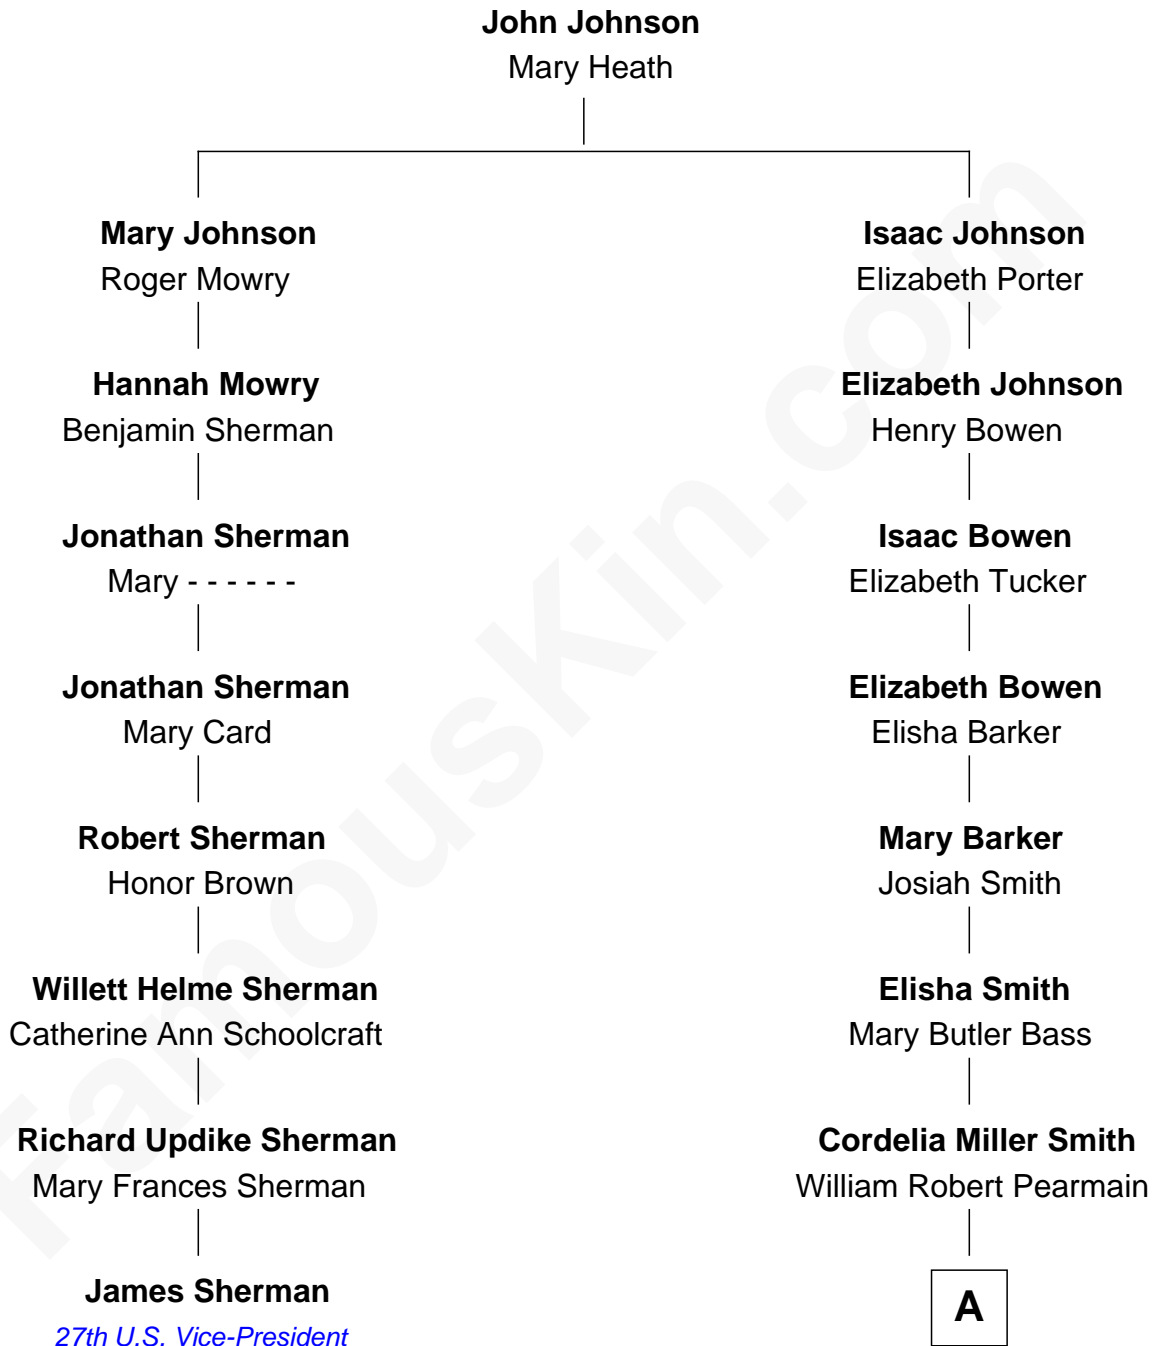 John Johnson
Mary Heath
Mary Johnson
Roger Mowry
Isaac Johnson
Elizabeth Porter
Hannah Mowry
Benjamin Sherman
Elizabeth Johnson
Henry Bowen
Jonathan Sherman
Mary - - - - - -
Isaac Bowen
Elizabeth Tucker
Jonathan Sherman
Mary Card
Elizabeth Bowen
Elisha Barker
Robert Sherman
Honor Brown
Mary Barker
Josiah Smith
Willett Helme Sherman
Catherine Ann Schoolcraft
Elisha Smith
Mary Butler Bass
Richard Updike Sherman
Mary Frances Sherman
Cordelia Miller Smith
William Robert Pearmain
James Sherman
27th U.S. Vice-President
A
FamousKin.com